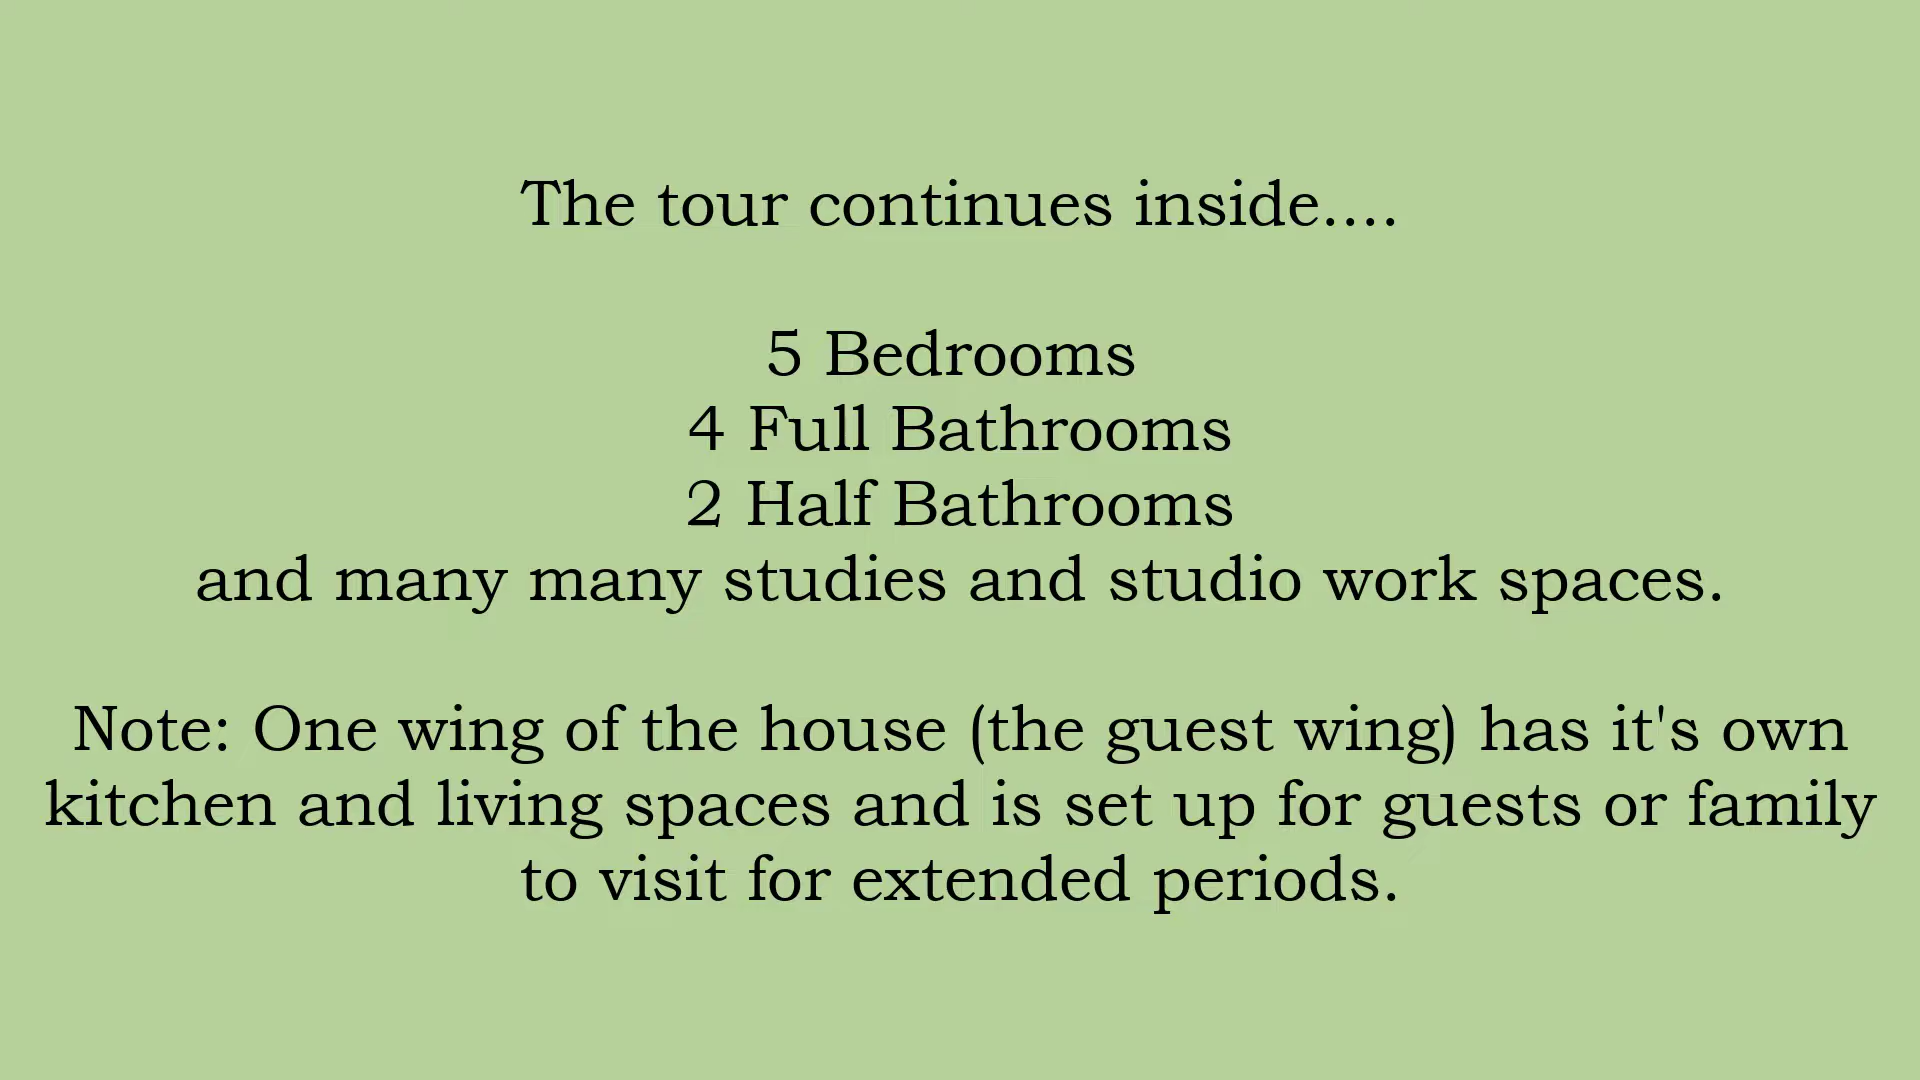 The tour continues inside....
5 Bedrooms
4 Full Bathrooms
2 Half Bathrooms
and many many studies and studio work spaces.
Note: One wing of the house (the guest wing) has it's own
kitchen and living spaces and is set up for guests or family
to visit for extended periods.